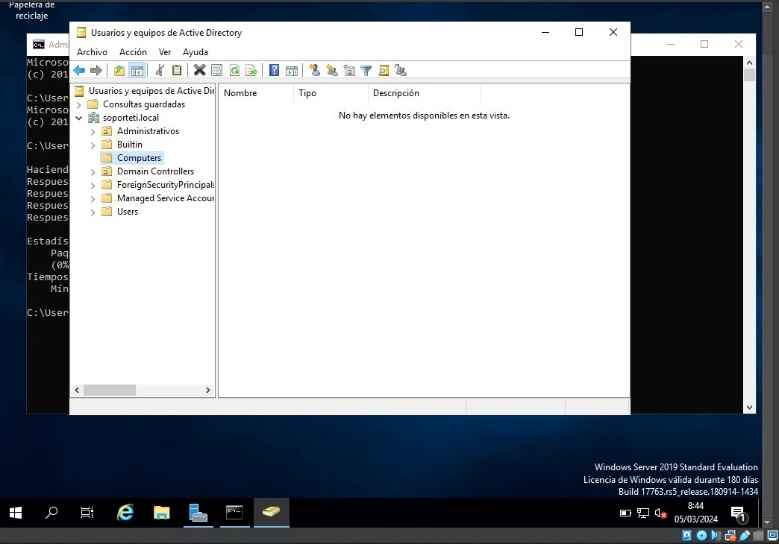 Papelera de
reciclaje
Usuarios y equipos de Active Directory
Archivo Acción Ver Ayuda
Usuarios y equipos de Active Dir
Consultas guardadas
soporteti.local
Administrativos
Builtin
Computers
Domain Controllers
ForeignSecurityPrincipals
Managed Service Accour
Users
Nombre Tipo Descripción
No hay elementos disponibles en esta vista.
Adm
Microso
(c) 201
C:\User
Microso
(c) 201
C:\User
Haciend
Respues
Respues
Respues
Respues
Estadís
Paq
(0%
Tiempos
Mín
C:\User
Windows Server 2019 Standard Evaluation
Licencia de Windows válida durante 180 días
Build 17763.rs5_release.180914-1434
8:44
05/03/2024
1